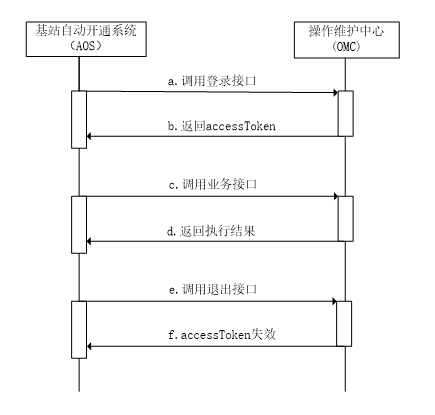 基站自动开通系统
（AOS）
操作维护中心
(OMC)
a.调用登录接口
b.返回accessToken
c.调用业务接口
d.返回执行结果
e.调用退出接口
f.accessToken失效